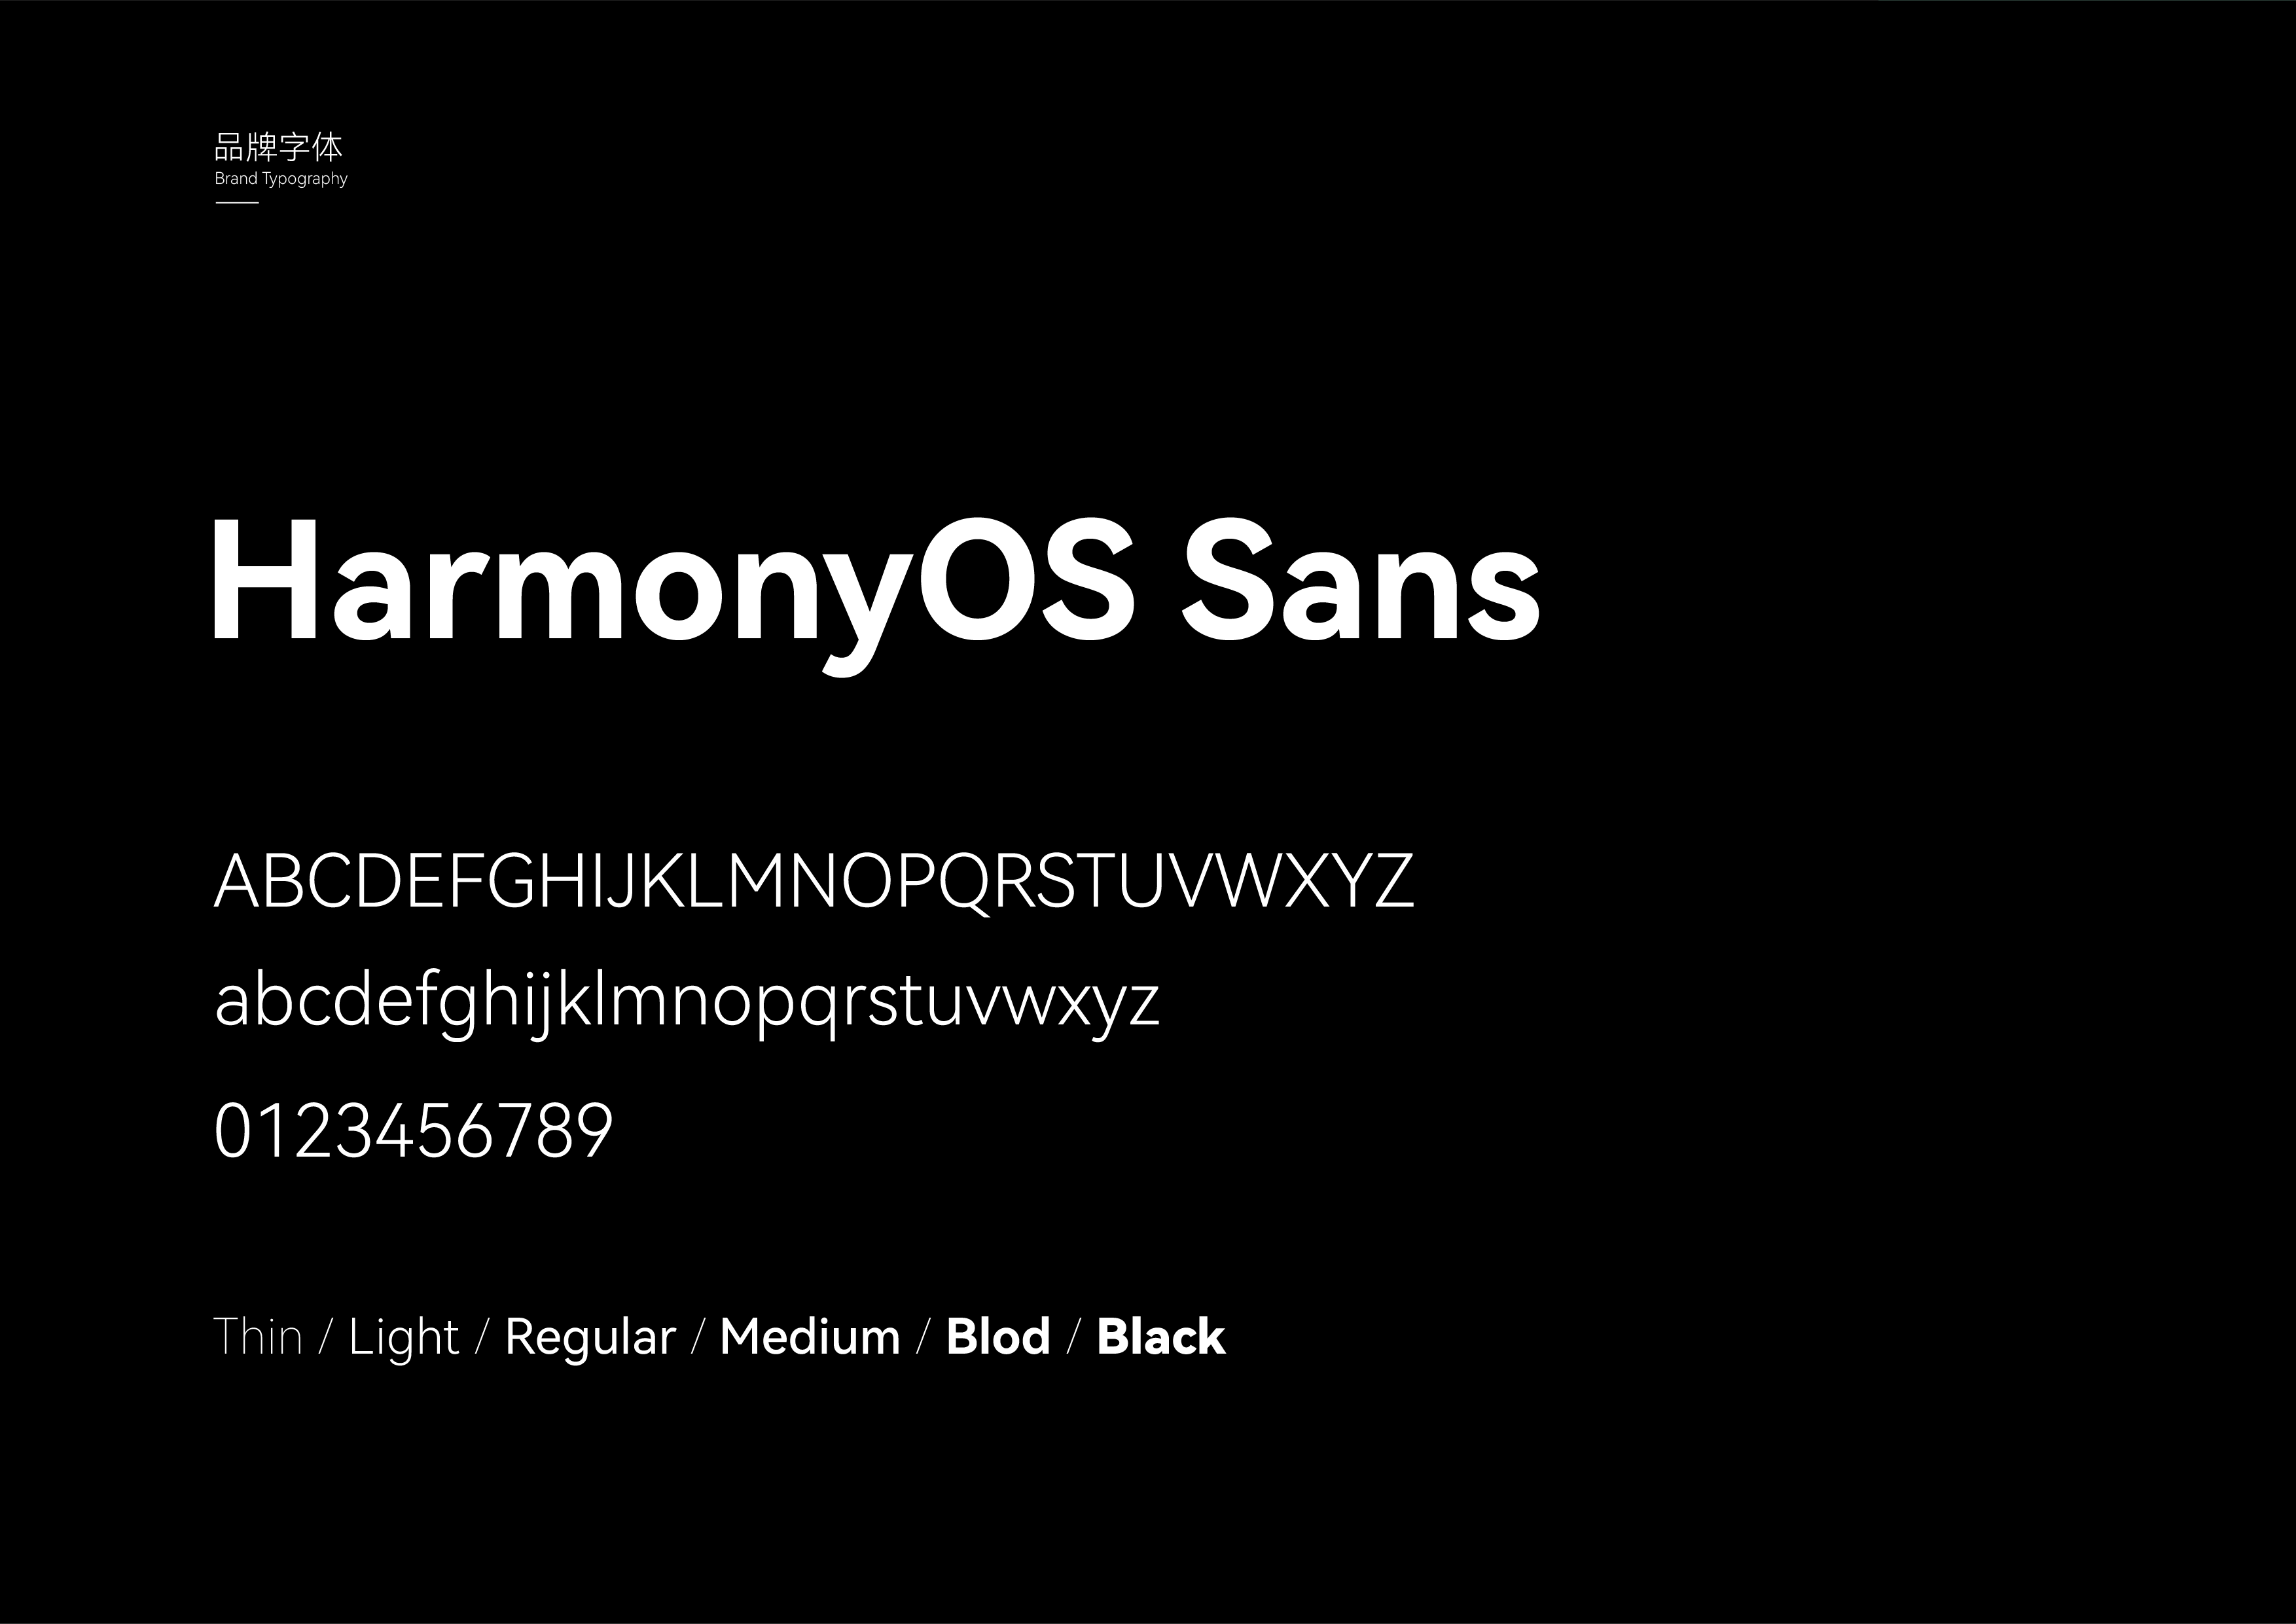 品牌字体
Brand Typography
HarmonyOS Sans
ABCDEFGHIJKLMNOPQRSTUVWXYZ
abcdefghijklmnopqrstuvwxyz
0123456789
Thin / Light / Regular / Medium / Blod / Black